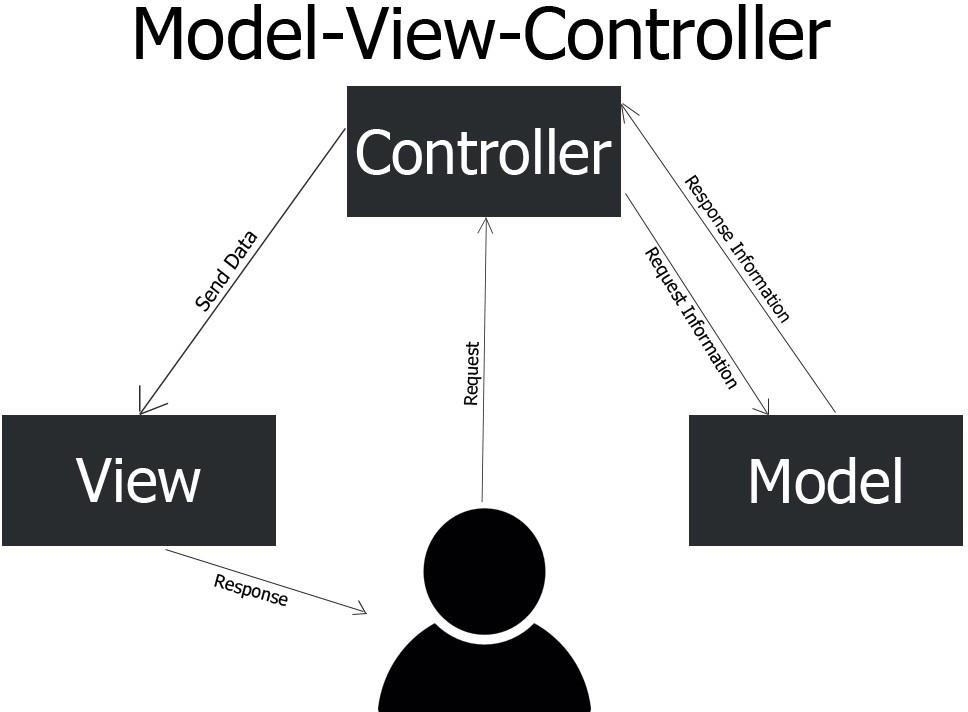 Model-View-Controller
Controller
Send Data
Request
Request Information
Response Information
View
Model
Response